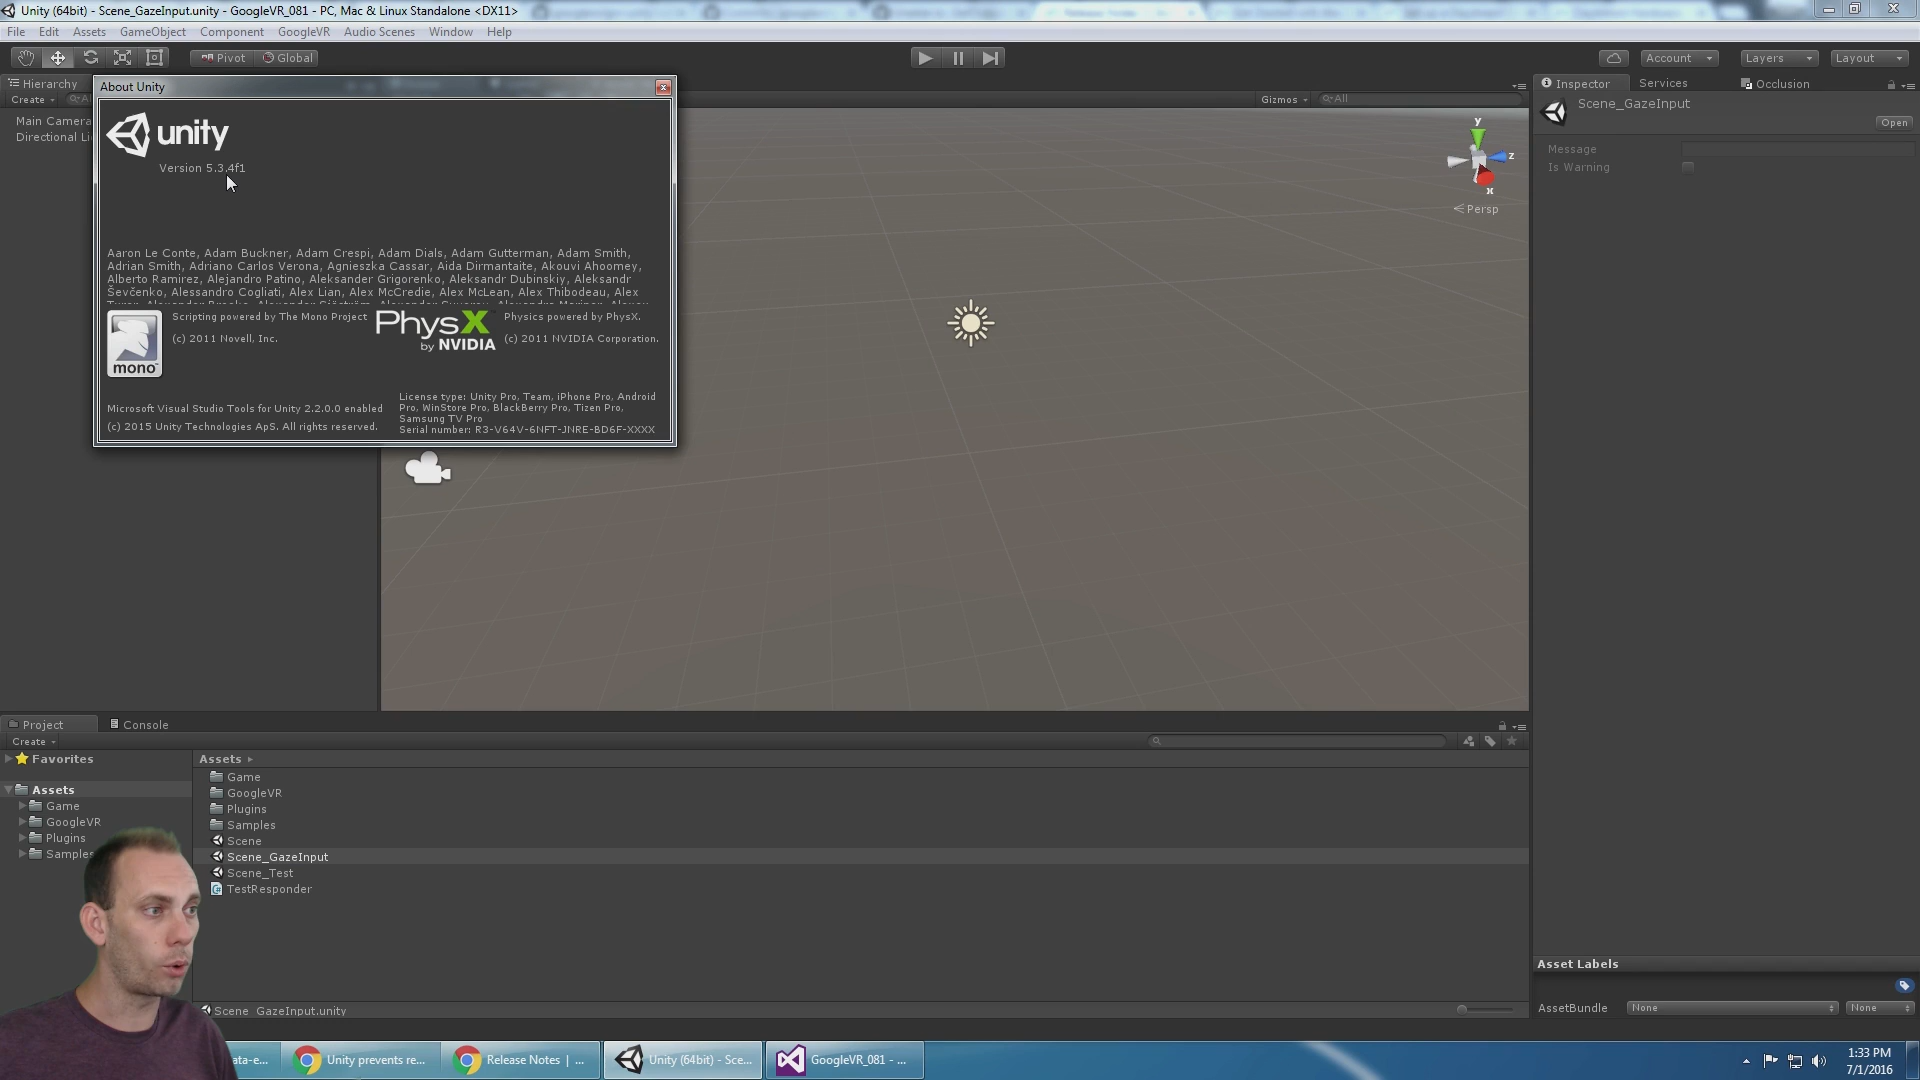 Unity (64bit) - Scene_GazeInput.unity - GoogleVR_081 - PC, Mac & Linux Standalone <DX11>
File Edit Assets GameObject Component GoogleVR Audio Scenes Window Help
Pivot Global Account Layers Layout
Hierarchy
Create
Main Camera
Directional Li
About Unity
unity
Version 5.3.4f1
Aaron Le Conte, Adam Buckner, Adam Crespi, Adam Dials, Adam Gutterman, Adam Smith,
Adrian Smith, Adriano Carlos Verona, Agnieszka Cassar, Aida Dirmantaite, Akouvi Ahoomey,
Alberto Ramirez, Alejandro Patino, Aleksander Grigorenko, Aleksandr Dubinskiy, Aleksandr
Ševčenko, Alessandro Cogliati, Alex Lian, Alex McCredie, Alex McLean, Alex Thibodeau, Alex
mono
Scripting powered by The Mono Project
(c) 2011 Novell, Inc.
PhysX
by NVIDIA
Physics powered by PhysX.
(c) 2011 NVIDIA Corporation.
Microsoft Visual Studio Tools for Unity 2.2.0.0 enabled
(c) 2015 Unity Technologies ApS. All rights reserved.
License type: Unity Pro, Team, iPhone Pro, Android
Pro, WinStore Pro, BlackBerry Pro, Tizen Pro,
Samsung TV Pro
Serial number: R3-V64V-6NFT-JNRE-BD6F-XXXX
Gizmos All
y
z
x
Persp
Inspector Services Occlusion
Scene_GazeInput
Open
Message
Is Warning
Project Console
Create
Favorites
Assets
Game
GoogleVR
Plugins
Samples
Assets
Game
GoogleVR
Plugins
Samples
Scene
Scene_GazeInput
Scene_Test
TestResponder
Scene_GazeInput.unity
Asset Labels
AssetBundle None None
ata-e... Unity prevents re... Release Notes | ... Unity (64bit) - Sce... GoogleVR_081 - ...
1:33 PM
7/1/2016